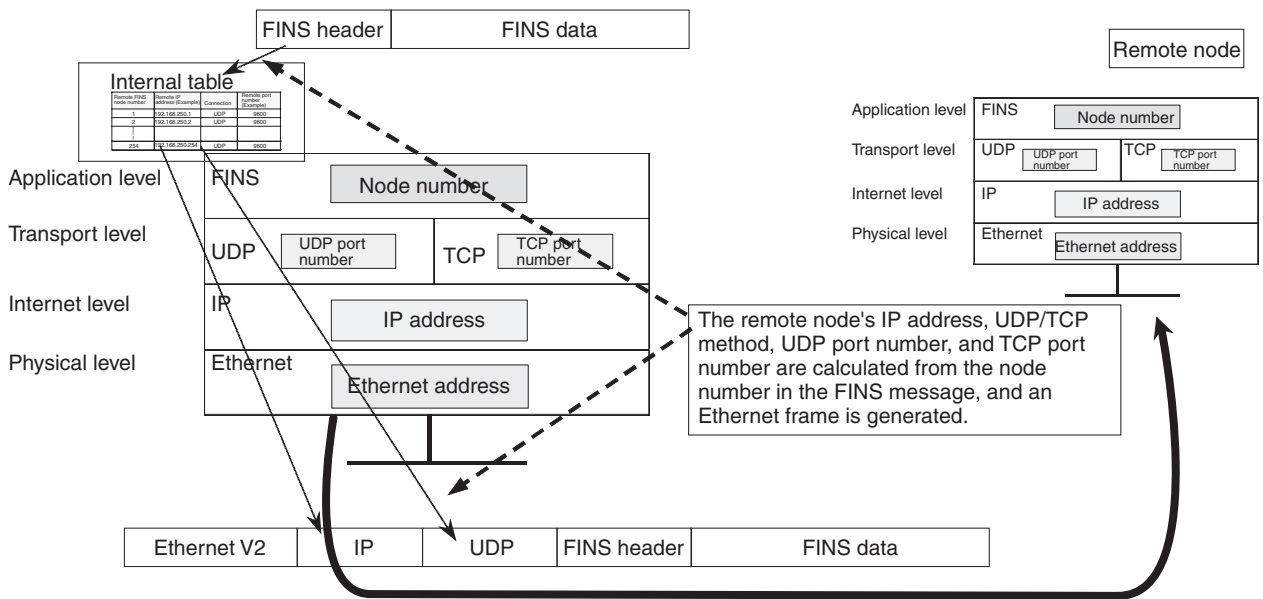 FINS header FINS data
Remote node
Internal table
Remote FINS node number Remote IP address (Example) Connection Remote port number (Example)
1 192.168.250.1 UDP 9600
2 192.168.250.2 UDP 9600
254 192.168.250.254 UDP 9600
Application level FINS Node number
Transport level UDP UDP port number TCP TCP port number
Internet level IP IP address
Physical level Ethernet Ethernet address
Application level FINS Node number
Transport level UDP UDP port number TCP TCP port number
Internet level IP IP address
Physical level Ethernet Ethernet address
The remote node's IP address, UDP/TCP
method, UDP port number, and TCP port
number are calculated from the node
number in the FINS message, and an
Ethernet frame is generated.
Ethernet V2 IP UDP FINS header FINS data